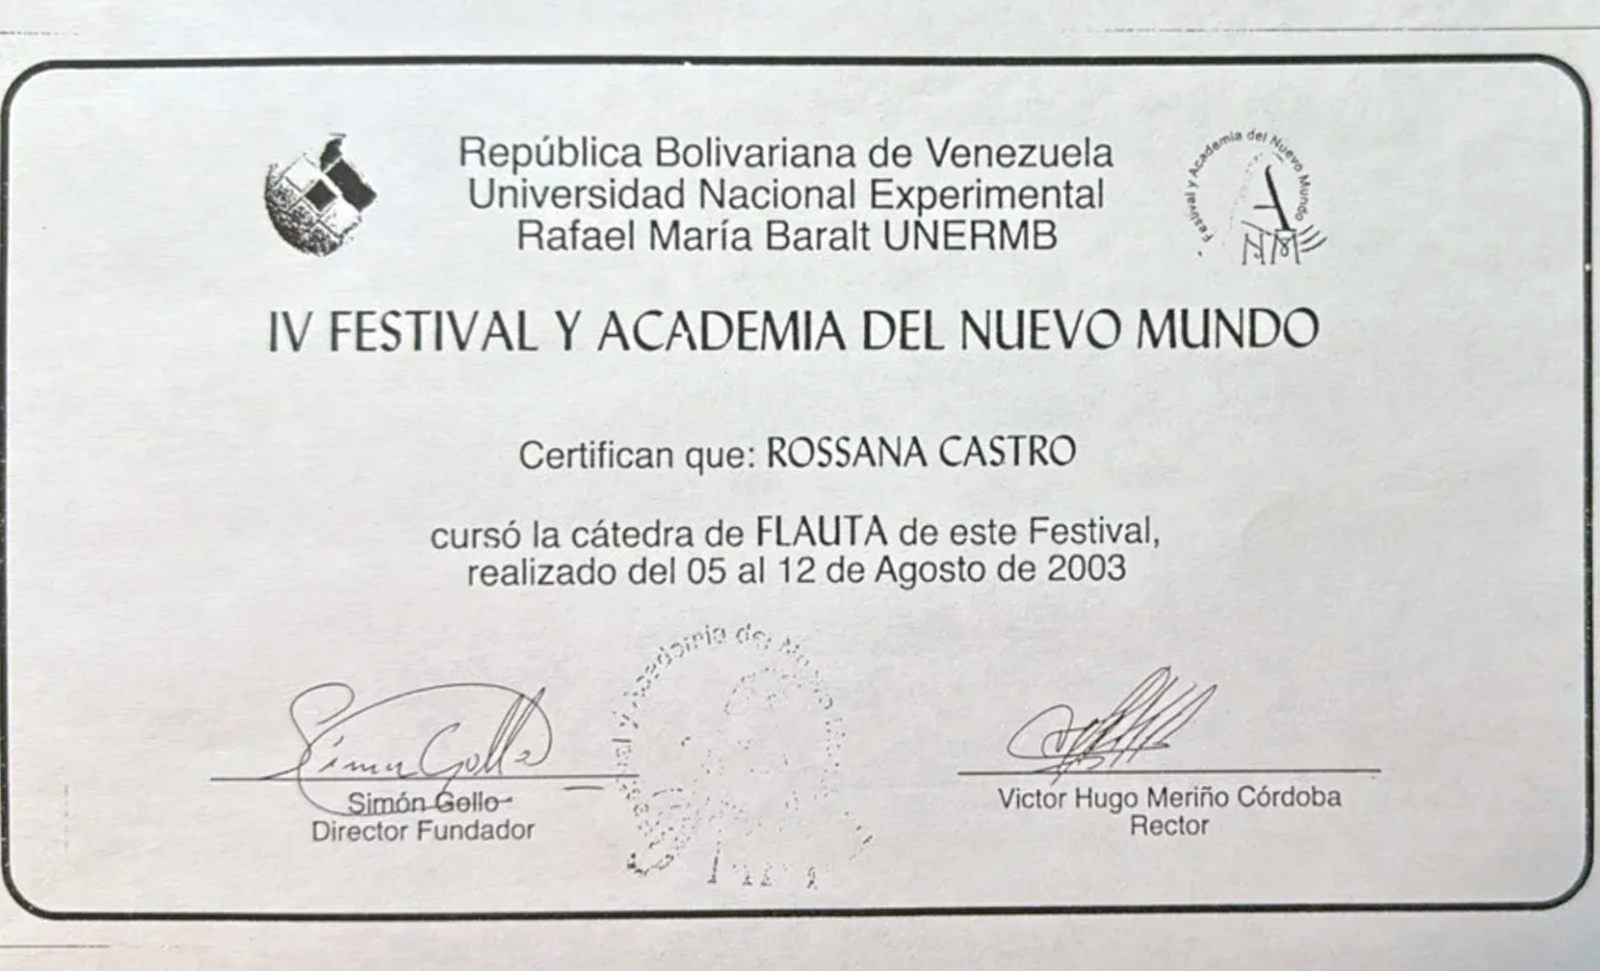 República Bolivariana de Venezuela
Universidad Nacional Experimental
Rafael María Baralt UNERMB
Festival y Academia del Nuevo Mundo
IV FESTIVAL Y ACADEMIA DEL NUEVO MUNDO
Certifican que: ROSSANA CASTRO
cursó la cátedra de FLAUTA de este Festival,
realizado del 05 al 12 de Agosto de 2003
Academia del
Simón Gollo
Director Fundador
Victor Hugo Meriño Córdoba
Rector